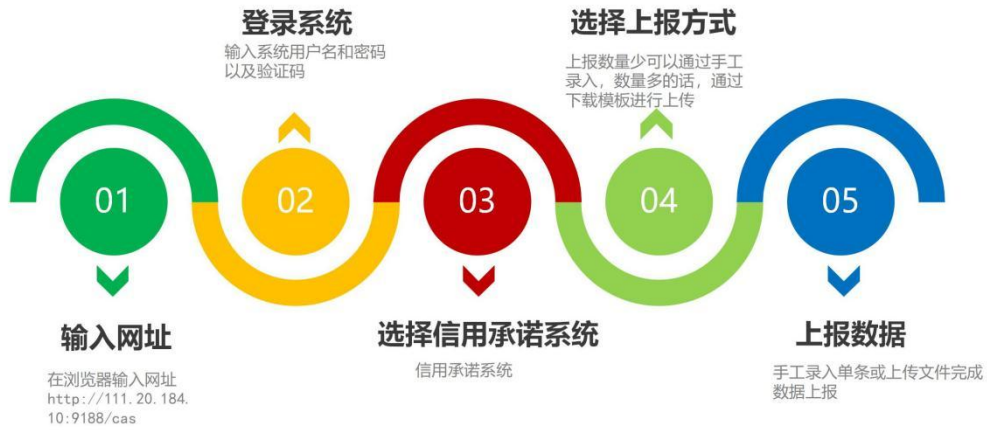 01
输入网址
在浏览器输入网址
http://111.20.184.
10:9188/cas
登录系统
输入系统用户名和密码
以及验证码
02
03
选择信用承诺系统
信用承诺系统
选择上报方式
上报数量少可以通过手工
录入，数量多的话，通过
下载模板进行上传
04
05
上报数据
手工录入单条或上传文件完成
数据上报